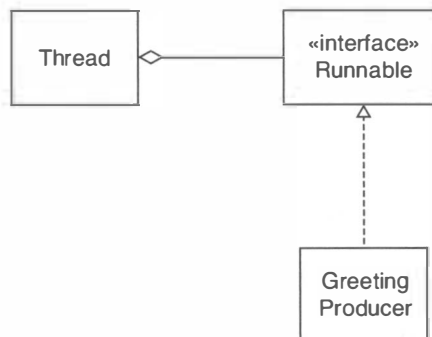 Thread
«interface»
Runnable
Greeting
Producer